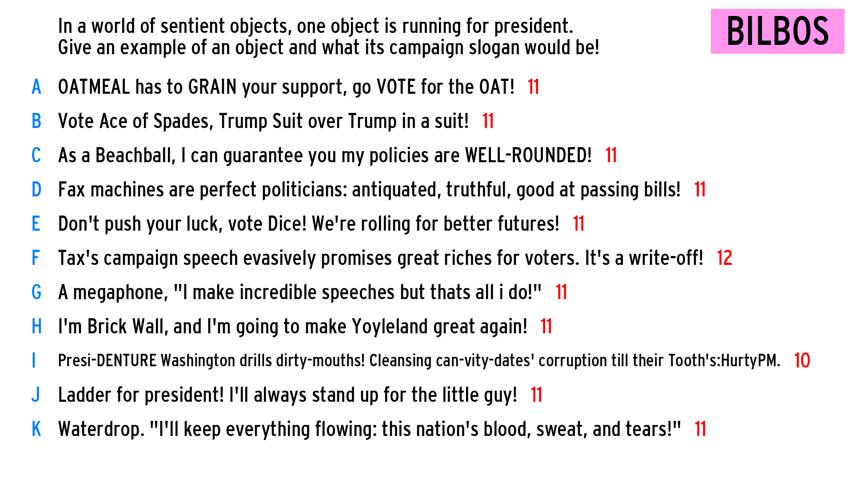 In a world of sentient objects, one object is running for president.
Give an example of an object and what its campaign slogan would be!
BILBOS
A OATMEAL has to GRAIN your support, go VOTE for the OAT! 11
B Vote Ace of Spades, Trump Suit over Trump in a suit! 11
C As a Beachball, I can guarantee you my policies are WELL-ROUNDED! 11
D Fax machines are perfect politicians: antiquated, truthful, good at passing bills! 11
E Don't push your luck, vote Dice! We're rolling for better futures! 11
F Tax's campaign speech evasively promises great riches for voters. It's a write-off! 12
G A megaphone, "I make incredible speeches but thats all i do!" 11
H I'm Brick Wall, and I'm going to make Yoyleland great again! 11
I Presi-DENTURE Washington drills dirty-mouths! Cleansing can-vity-dates' corruption till their Tooth's:HurtyPM. 10
J Ladder for president! I'll always stand up for the little guy! 11
K Waterdrop. "I'll keep everything flowing: this nation's blood, sweat, and tears!" 11